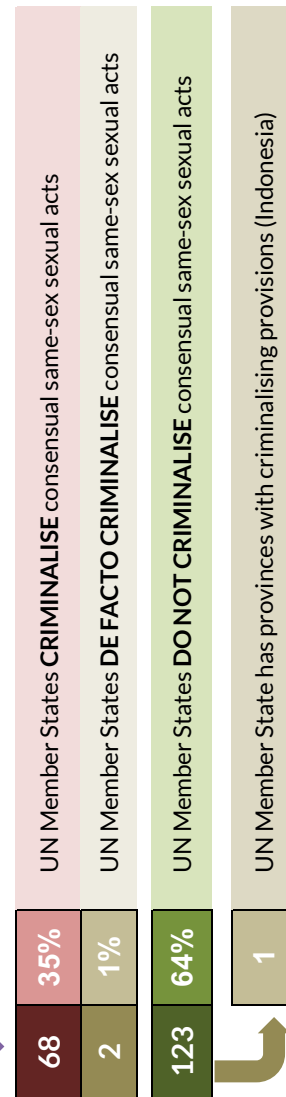 68 35% UN Member States CRIMINALISE consensual same-sex sexual acts
2 1% UN Member States DE FACTO CRIMINALISE consensual same-sex sexual acts
123 64% UN Member States DO NOT CRIMINALISE consensual same-sex sexual acts
1 UN Member State has provinces with criminalising provisions (Indonesia)